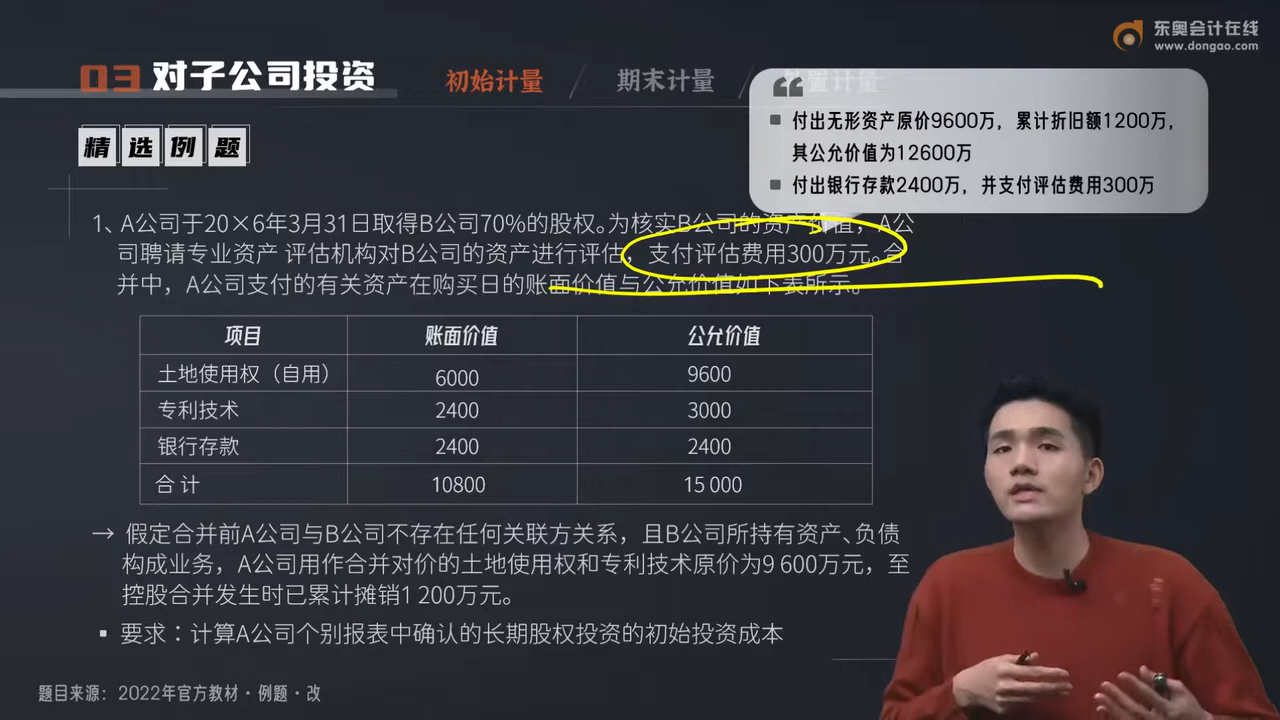 东奥会计在线
www.dongao.com
03 对子公司投资
初始计量 / 期末计量 / 置计量
付出无形资产原价9600万，累计折旧额1200万，
其公允价值为12600万
付出银行存款2400万，并支付评估费用300万
精选例题
1、A公司于20×6年3月31日取得B公司70%的股权。为核实B公司的资产价值，A公
司聘请专业资产 评估机构对B公司的资产进行评估，支付评估费用300万元。合
并中，A公司支付的有关资产在购买日的账面价值与公允价值如下表所示。
项目 账面价值 公允价值
土地使用权（自用） 6000 9600
专利技术 2400 3000
银行存款 2400 2400
合 计 10800 15 000
→ 假定合并前A公司与B公司不存在任何关联方关系，且B公司所持有资产、负债
构成业务，A公司用作合并对价的土地使用权和专利技术原价为9 600万元，至
控股合并发生时已累计摊销1 200万元。
▪ 要求：计算A公司个别报表中确认的长期股权投资的初始投资成本
题目来源：2022年官方教材·例题·改